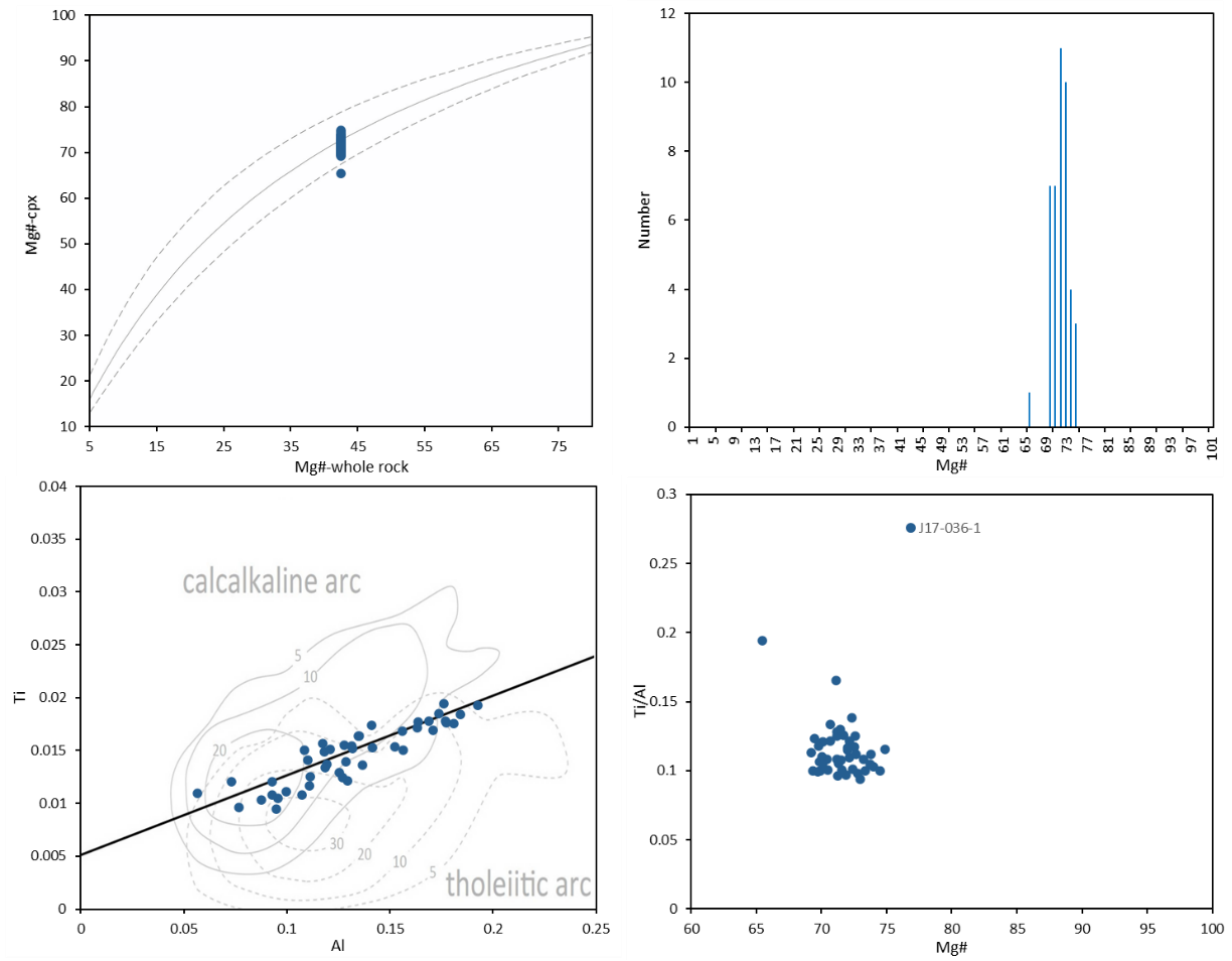 100
90
80
70
60
50
40
30
20
10
Mg#-cpx
5 15 25 35 45 55 65 75
Mg#-whole rock
14
12
10
8
6
4
2
0
Number
1 5 9 13 17 21 25 29 33 37 41 45 49 53 57 61 65 69 73 77 81 85 89 93 97 101
Mg#
0.04
0.035
0.03
0.025
0.02
0.015
0.01
0.005
0
Ti
calcalkaline arc
5
10
20
30
20
10
5
tholeiitic arc
0 0.05 0.1 0.15 0.2 0.25
Al
0.3
0.25
0.2
0.15
0.1
0.05
0
Ti/Al
J17-036-1
60 65 70 75 80 85 90 95 100
Mg#